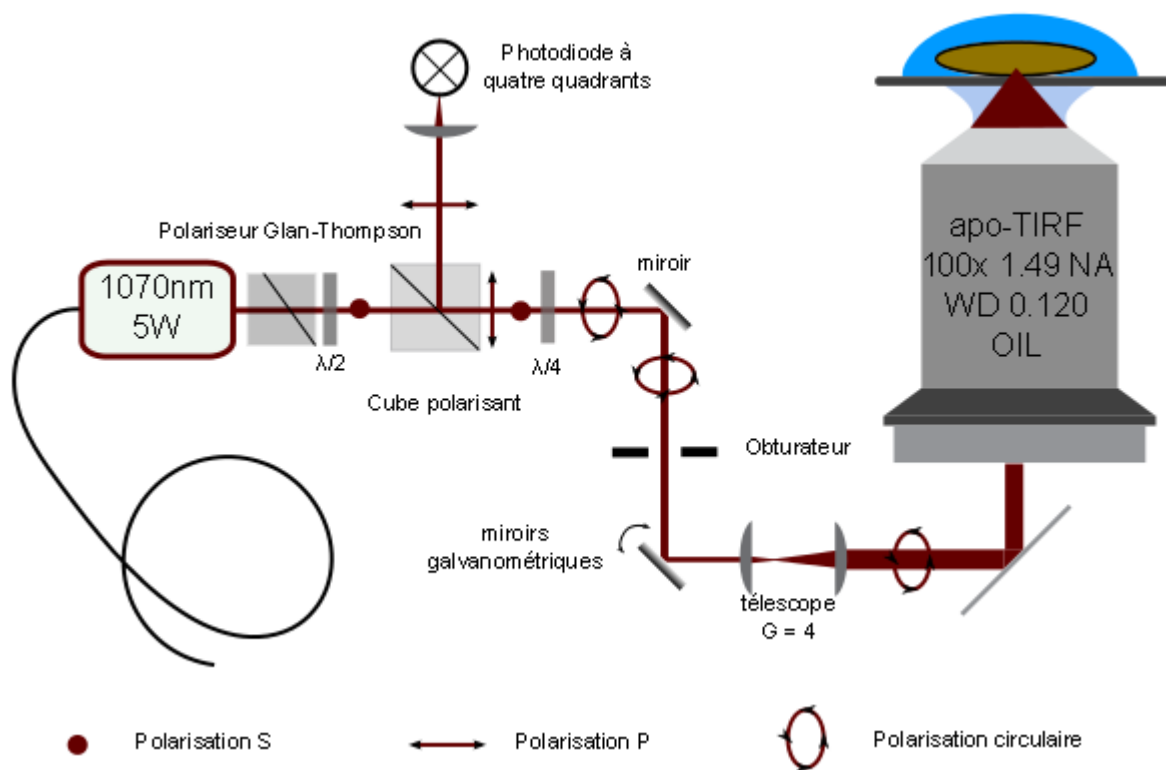 Photodiode à
quatre quadrants
Polariseur Glan-Thompson
1070nm
5W
λ/2
λ/4
Cube polarisant
miroir
apo-TIRF
100x 1.49 NA
WD 0.120
OIL
Obturateur
miroirs
galvanométriques
télescope
G = 4
Polarisation S
Polarisation P
Polarisation circulaire